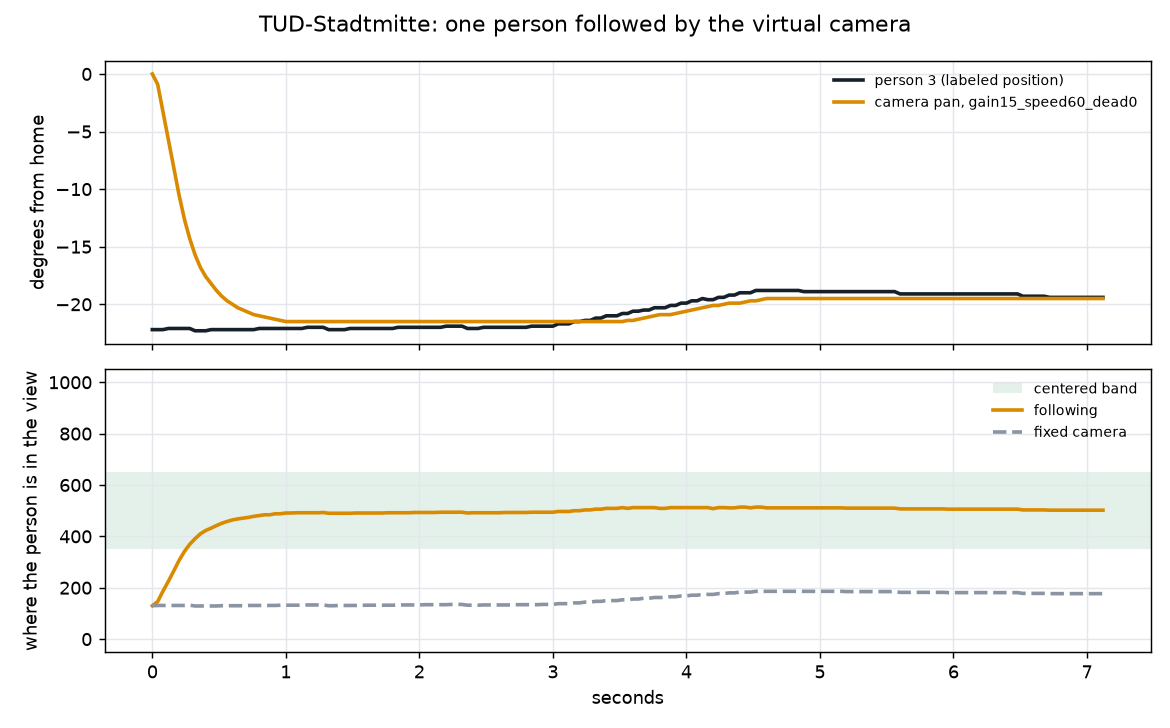 TUD-Stadtmitte: one person followed by the virtual camera
degrees from home
0
−5
−10
−15
−20
person 3 (labeled position)
camera pan, gain15_speed60_dead0
where the person is in the view
1000
800
600
400
200
0
centered band
following
fixed camera
0 1 2 3 4 5 6 7
seconds